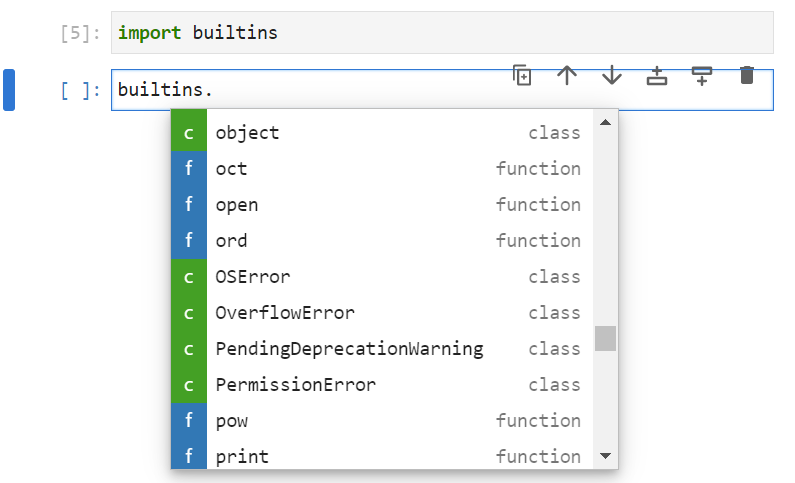 [5]: import builtins
[ ]: builtins.
c object class
f oct function
f open function
f ord function
c OSError class
c OverflowError class
c PendingDeprecationWarning class
c PermissionError class
f pow function
f print function